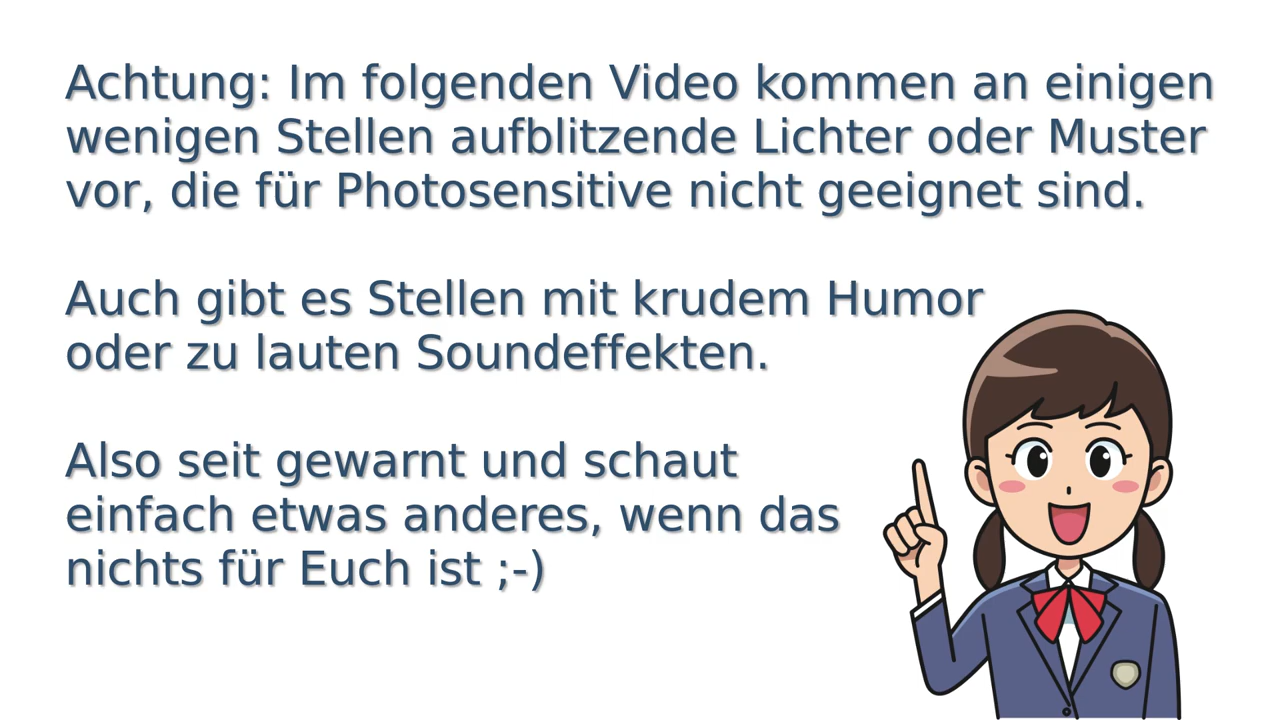 Achtung: Im folgenden Video kommen an einigen
wenigen Stellen aufblitzende Lichter oder Muster
vor, die für Photosensitive nicht geeignet sind.
Auch gibt es Stellen mit krudem Humor
oder zu lauten Soundeffekten.
Also seit gewarnt und schaut
einfach etwas anderes, wenn das
nichts für Euch ist ;-)